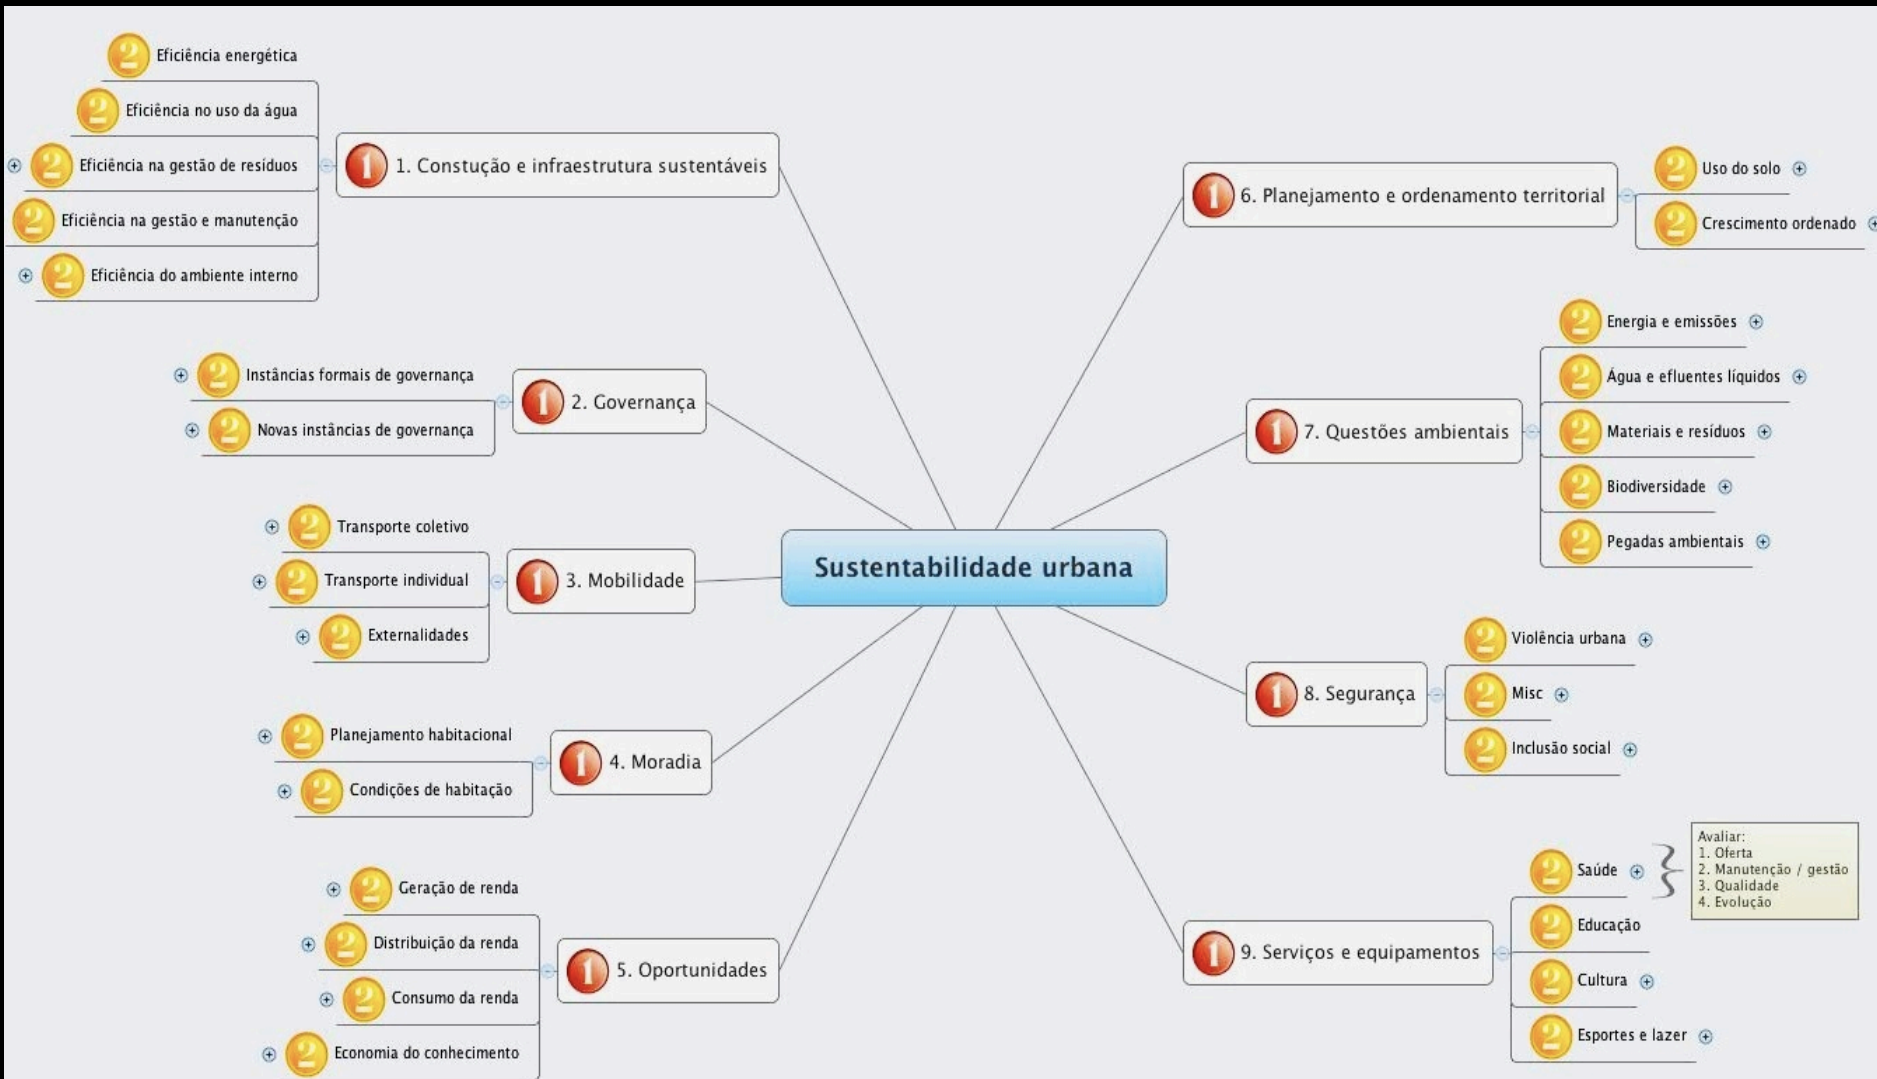 Eficiência energética
Eficiência no uso da água
Eficiência na gestão de resíduos
Eficiência na gestão e manutenção
Eficiência do ambiente interno
1. Constução e infraestrutura sustentáveis
Instâncias formais de governança
Novas instâncias de governança
2. Governança
Transporte coletivo
Transporte individual
Externalidades
3. Mobilidade
Planejamento habitacional
Condições de habitação
4. Moradia
Geração de renda
Distribuição da renda
Consumo da renda
Economia do conhecimento
5. Oportunidades
Sustentabilidade urbana
6. Planejamento e ordenamento territorial
Uso do solo
Crescimento ordenado
7. Questões ambientais
Energia e emissões
Água e efluentes líquidos
Materiais e resíduos
Biodiversidade
Pegadas ambientais
8. Segurança
Violência urbana
Misc
Inclusão social
9. Serviços e equipamentos
Saúde
Educação
Cultura
Esportes e lazer
Avaliar:
1. Oferta
2. Manutenção / gestão
3. Qualidade
4. Evolução